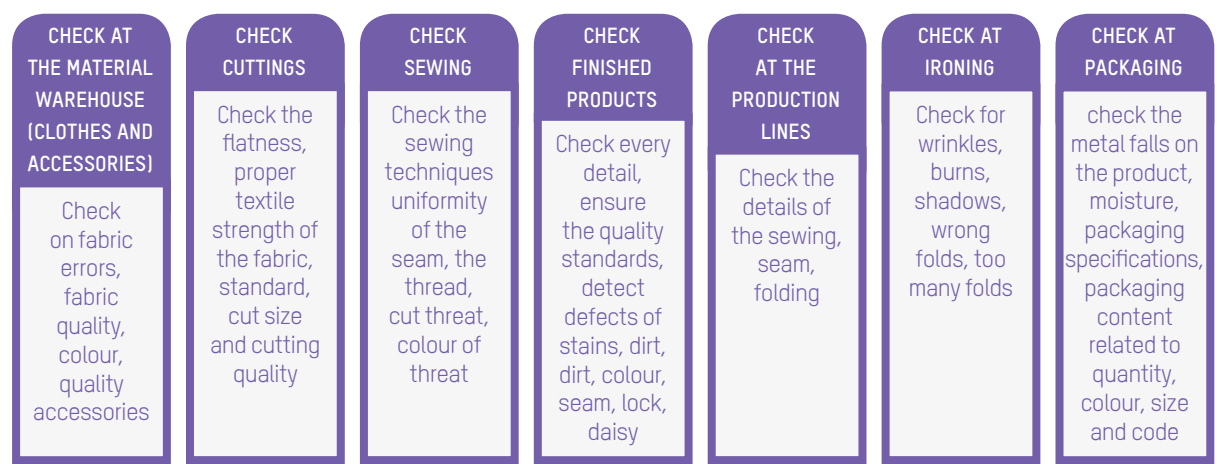 CHECK AT
THE MATERIAL
WAREHOUSE
(CLOTHES AND
ACCESSORIES)
Check
on fabric
errors,
fabric
quality,
colour,
quality
accessories
CHECK
CUTTINGS
Check the
flatness,
proper
textile
strength of
the fabric,
standard,
cut size
and cutting
quality
CHECK
SEWING
Check the
sewing
techniques
uniformity
of the
seam, the
thread,
cut threat,
colour of
threat
CHECK
FINISHED
PRODUCTS
Check every
detail,
ensure
the quality
standards,
detect
defects of
stains, dirt,
dirt, colour,
seam, lock,
daisy
CHECK
AT THE
PRODUCTION
LINES
Check the
details of
the sewing,
seam,
folding
CHECK AT
IRONING
Check for
wrinkles,
burns,
shadows,
wrong
folds, too
many folds
CHECK AT
PACKAGING
check the
metal falls on
the product,
moisture,
packaging
specifications,
packaging
content
related to
quantity,
colour, size
and code